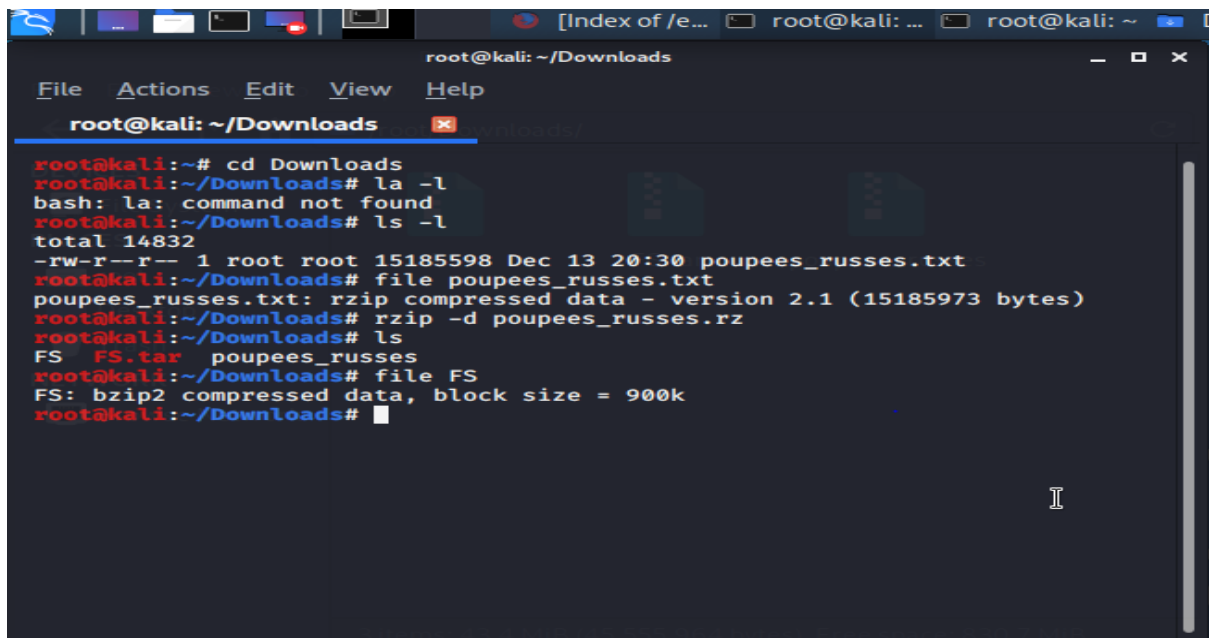 [Index of /e... root@kali: ... root@kali: ~
root@kali: ~/Downloads
File Actions Edit View Help
root@kali: ~/Downloads
root@kali:~# cd Downloads
root@kali:~/Downloads# la -l
bash: la: command not found
root@kali:~/Downloads# ls -l
total 14832
-rw-r--r-- 1 root root 15185598 Dec 13 20:30 poupees_russes.txt
root@kali:~/Downloads# file poupees_russes.txt
poupees_russes.txt: rzip compressed data - version 2.1 (15185973 bytes)
root@kali:~/Downloads# rzip -d poupees_russes.rz
root@kali:~/Downloads# ls
FS FS.tar poupees_russes
root@kali:~/Downloads# file FS
FS: bzip2 compressed data, block size = 900k
root@kali:~/Downloads#